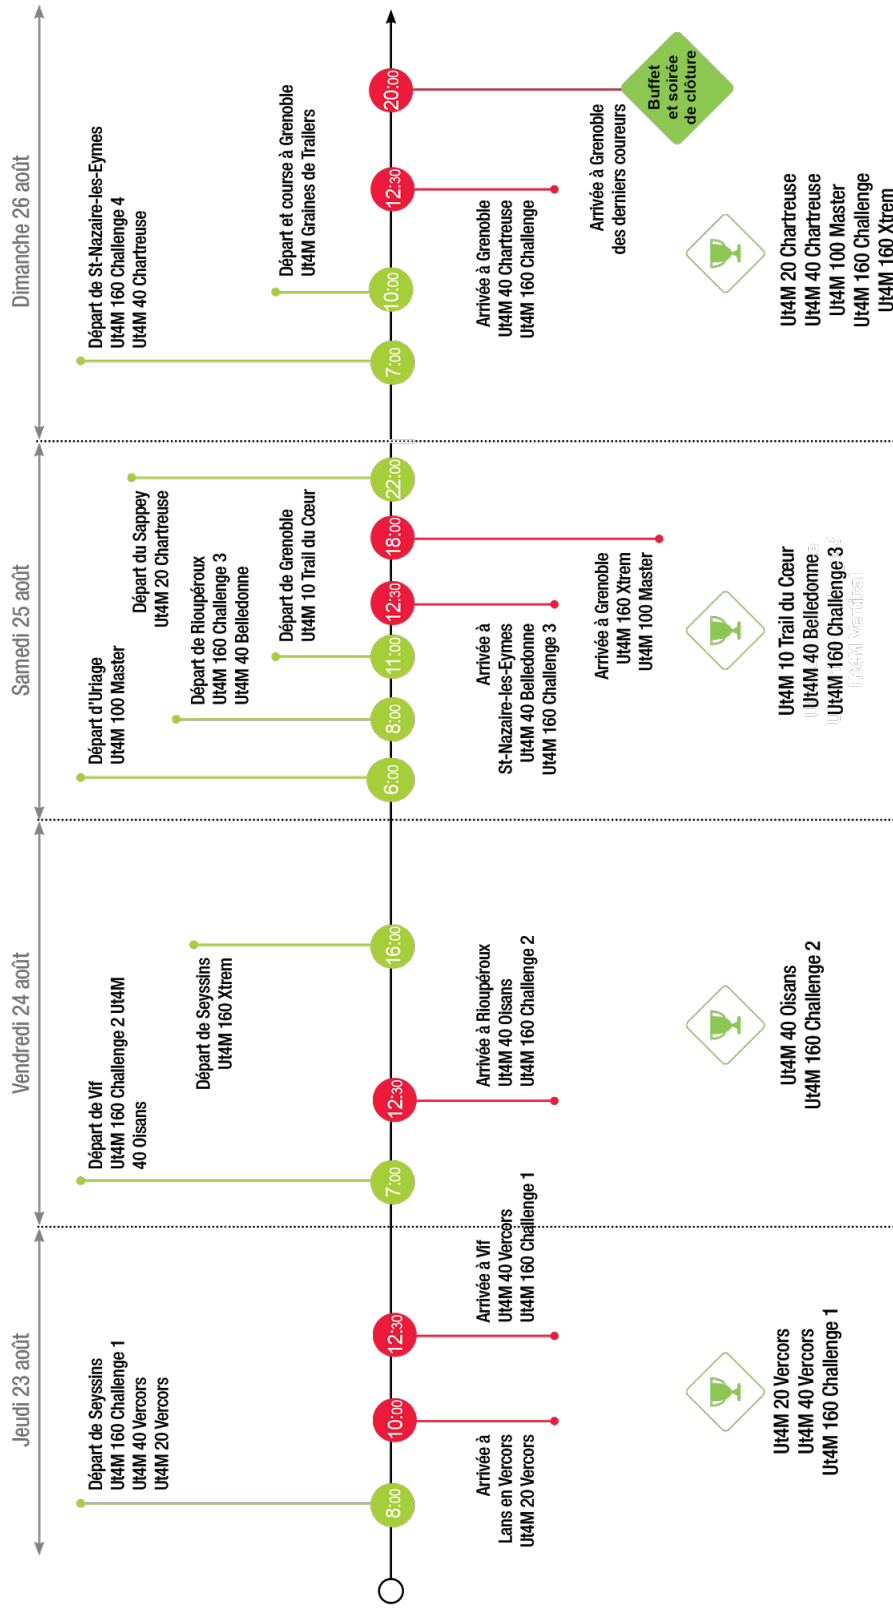 Jeudi 23 août
Départ de Seyssins
Ut4M 160 Challenge 1
Ut4M 40 Vercors
Ut4M 20 Vercors
8:00
10:00
12:30
Arrivée à
Lans en Vercors
Ut4M 20 Vercors
Arrivée à Vif
Ut4M 40 Vercors
Ut4M 160 Challenge 1
Ut4M 20 Vercors
Ut4M 40 Vercors
Ut4M 160 Challenge 1
Vendredi 24 août
Départ de Vif
Ut4M 160 Challenge 2 Ut4M
40 Oisans
Départ de Seyssins
Ut4M 160 Xtrem
7:00
12:30
16:00
Arrivée à Rioupéroux
Ut4M 40 Oisans
Ut4M 160 Challenge 2
Ut4M 40 Oisans
Ut4M 160 Challenge 2
Samedi 25 août
Départ d'Uriage
Ut4M 100 Master
Départ de Rioupéroux
Ut4M 160 Challenge 3
Ut4M 40 Belledonne
Départ de Grenoble
Ut4M 10 Trail du Cœur
Départ du Sappey
Ut4M 20 Chartreuse
6:00
8:00
11:00
12:30
18:00
22:00
Arrivée à
St-Nazaire-les-Eymes
Ut4M 40 Belledonne
Ut4M 160 Challenge 3
Arrivée à Grenoble
Ut4M 160 Xtrem
Ut4M 100 Master
Ut4M 10 Trail du Cœur
Ut4M 40 Belledonne
Ut4M 160 Challenge 3
Ut4M Vertical
Dimanche 26 août
Départ de St-Nazaire-les-Eymes
Ut4M 160 Challenge 4
Ut4M 40 Chartreuse
Départ et course à Grenoble
Ut4M Graines de Trailers
7:00
10:00
12:30
20:00
Arrivée à Grenoble
Ut4M 40 Chartreuse
Ut4M 160 Challenge
Arrivée à Grenoble
des derniers coureurs
Buffet
et soirée
de clôture
Ut4M 20 Chartreuse
Ut4M 40 Chartreuse
Ut4M 100 Master
Ut4M 160 Challenge
Ut4M 160 Xtrem